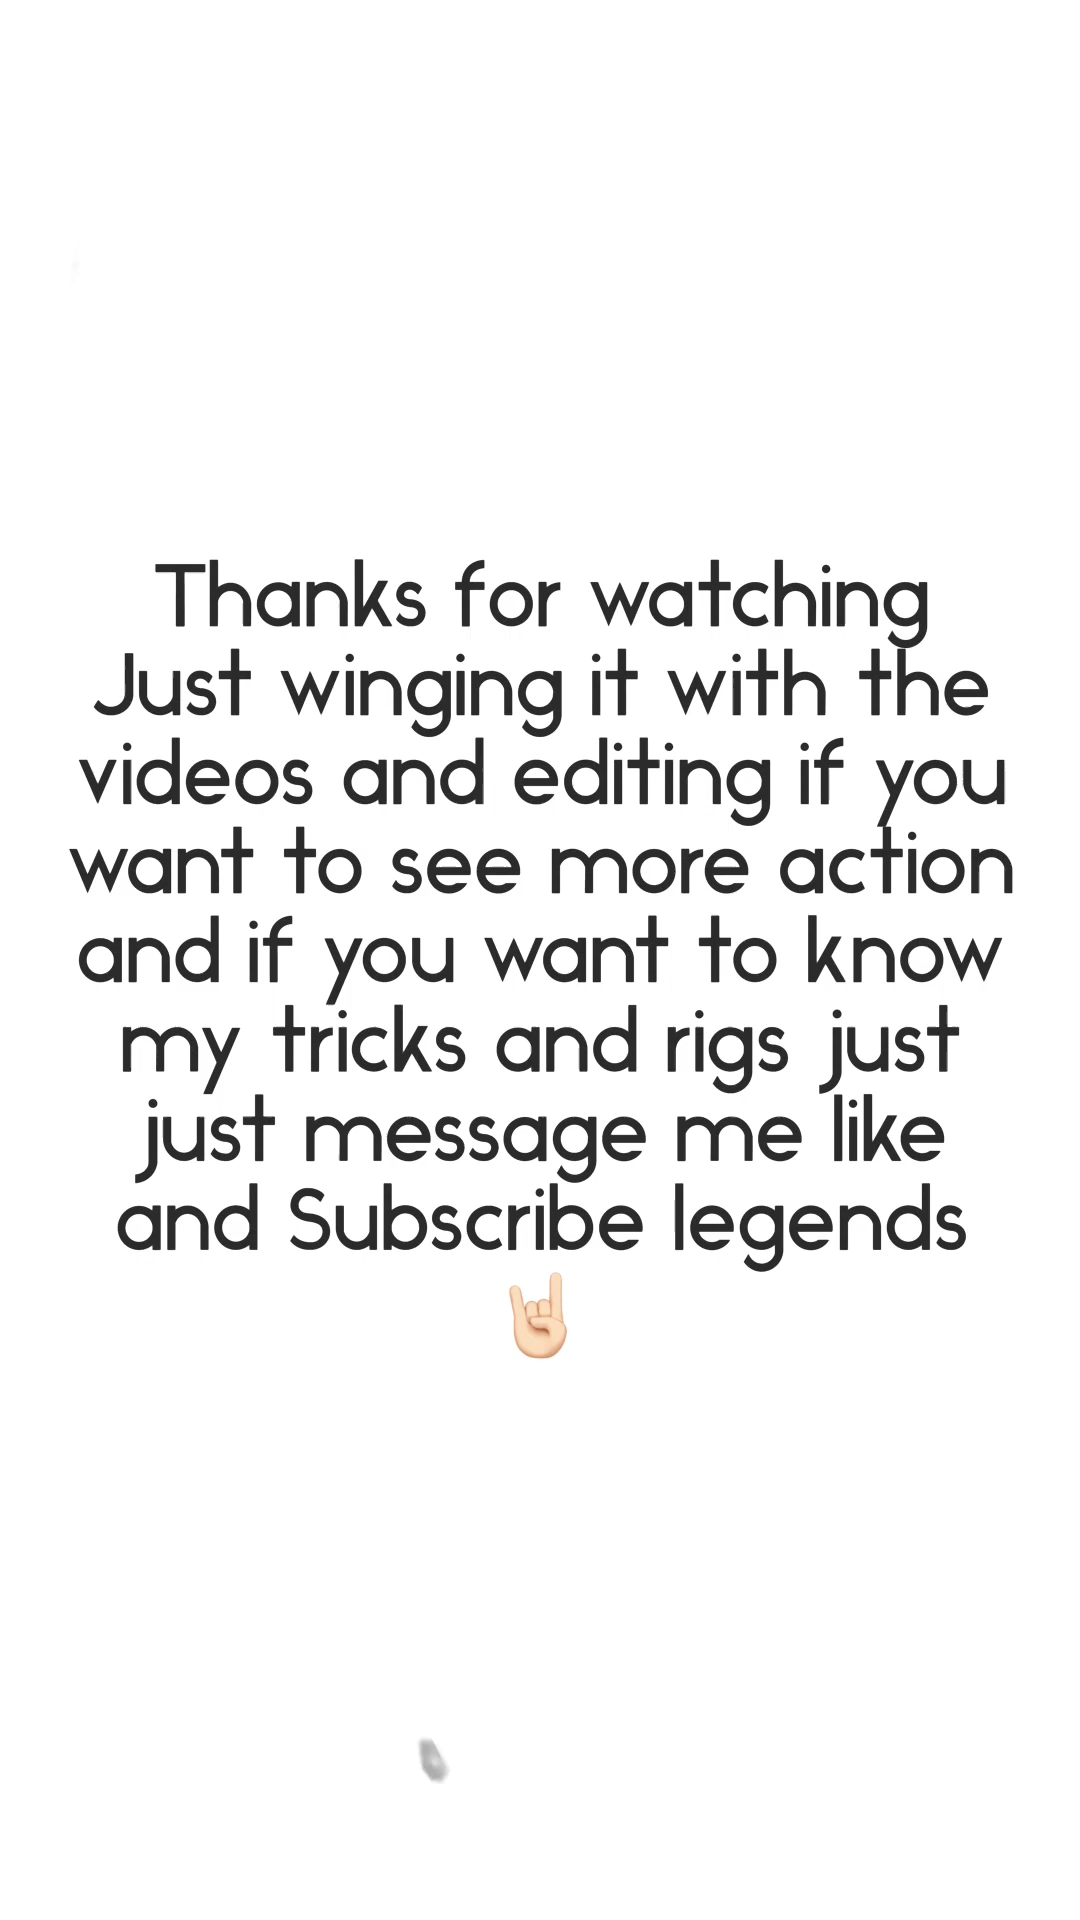 Thanks for watching
Just winging it with the
videos and editing if you
want to see more action
and if you want to know
my tricks and rigs just
just message me like
and Subscribe legends
🤘🏻